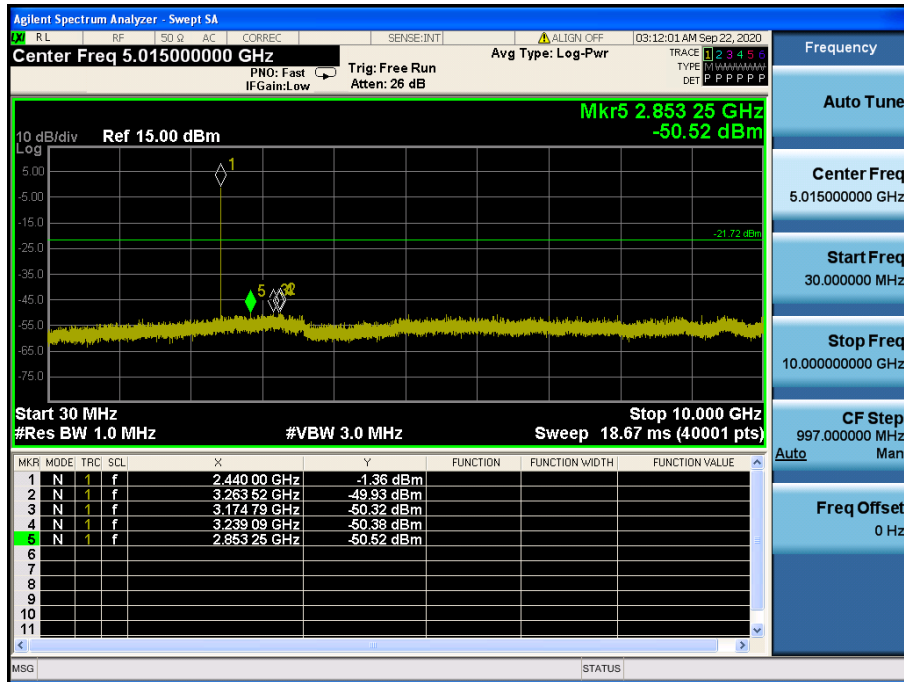 Agilent Spectrum Analyzer - Swept SA
LXI RL RF 50 Ω AC CORREC SENSE:INT ALIGN OFF 03:12:01 AM Sep 22, 2020
Center Freq 5.015000000 GHz
PNO: Fast
IFGain:Low
Trig: Free Run
Atten: 26 dB
Avg Type: Log-Pwr
TRACE 1 2 3 4 5 6
TYPE M W W W W W
DET P P P P P P
Mkr5 2.853 25 GHz
-50.52 dBm
10 dB/div Ref 15.00 dBm
Log
5.00
-5.00
-15.0
-25.0
-35.0
-45.0
-55.0
-65.0
-75.0
1
-21.72 dBm
5
Start 30 MHz Stop 10.000 GHz
#Res BW 1.0 MHz #VBW 3.0 MHz Sweep 18.67 ms (40001 pts)
MKR MODE TRC SCL X Y FUNCTION FUNCTION WIDTH FUNCTION VALUE
1 N 1 f 2.440 00 GHz -1.36 dBm
2 N 1 f 3.263 52 GHz -49.93 dBm
3 N 1 f 3.174 79 GHz -50.32 dBm
4 N 1 f 3.239 09 GHz -50.38 dBm
5 N 1 f 2.853 25 GHz -50.52 dBm
6
7
8
9
10
11
MSG STATUS
Frequency
Auto Tune
Center Freq
5.015000000 GHz
Start Freq
30.000000 MHz
Stop Freq
10.000000000 GHz
CF Step
997.000000 MHz
Auto Man
Freq Offset
0 Hz